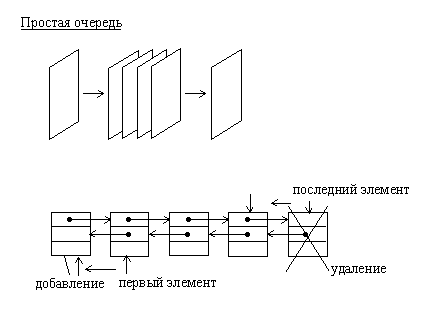 Простая очередь
последний элемент
добавление
первый элемент
удаление